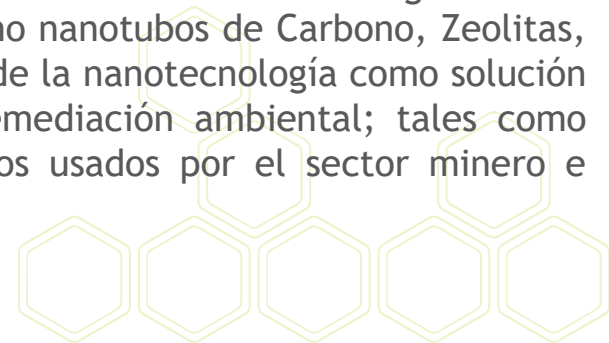 no nanotubos de Carbono, Zeolitas,
de la nanotecnología como solución
emediación ambiental; tales como
os usados por el sector minero e